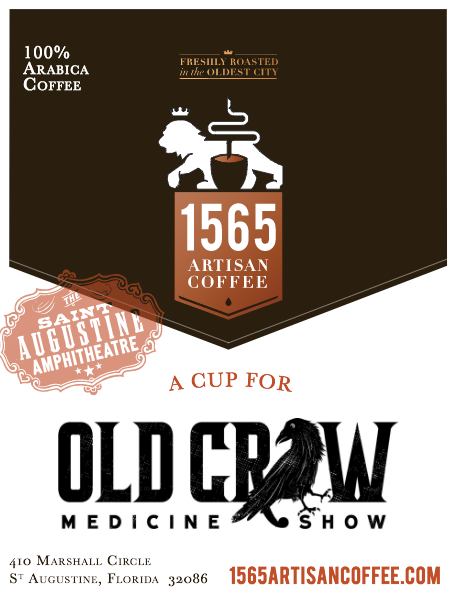 100%
Arabica
Coffee
FRESHLY ROASTED
in the OLDEST CITY
1565
ARTISAN
COFFEE
THE
SAINT
AUGUSTINE
AMPHITHEATRE
A CUP FOR
OLD CROW
MEDICINE SHOW
410 Marshall Circle
St Augustine, Florida 32086
1565ARTISANCOFFEE.COM